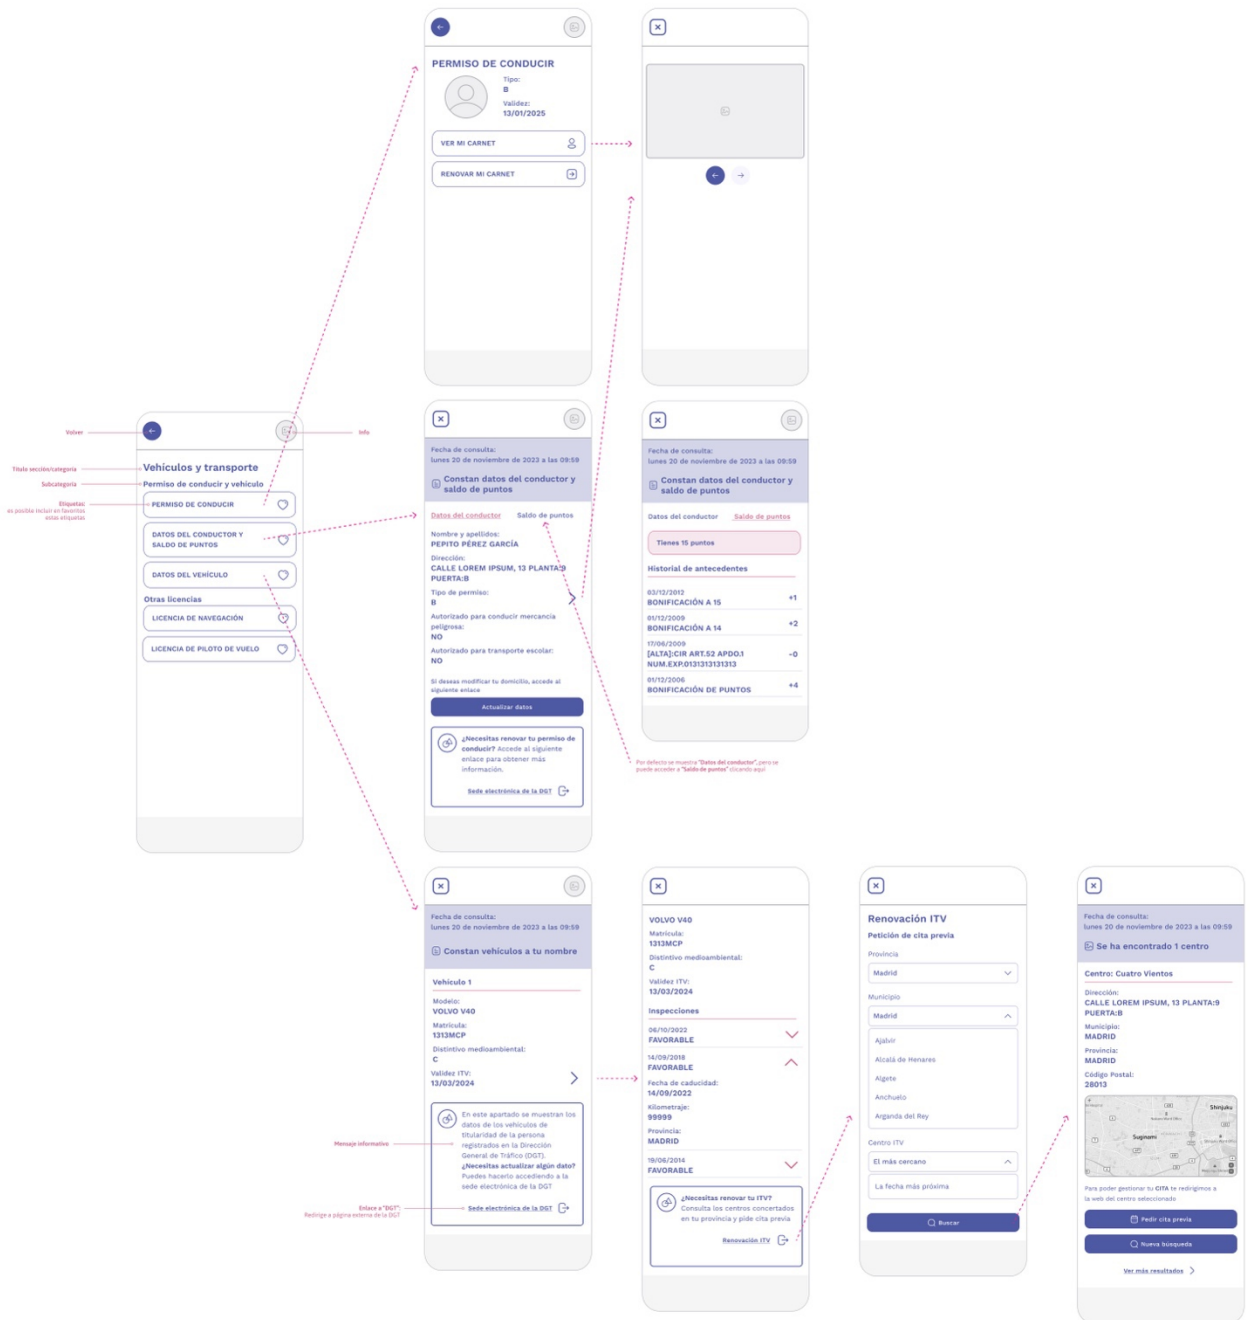 PERMISO DE CONDUCIR
Tipo:
B
Validez:
13/01/2025
VER MI CARNET
RENOVAR MI CARNET
Volver
Info
Título sección/categoría
Vehículos y transporte
Subcategoría
Permiso de conducir y vehículo
Etiquetas:
es posible incluir en favoritos
estas etiquetas
PERMISO DE CONDUCIR
DATOS DEL CONDUCTOR Y
SALDO DE PUNTOS
DATOS DEL VEHÍCULO
Otras licencias
LICENCIA DE NAVEGACIÓN
LICENCIA DE PILOTO DE VUELO
Fecha de consulta:
lunes 20 de noviembre de 2023 a las 09:59
Constan datos del conductor y
saldo de puntos
Datos del conductor Saldo de puntos
Nombre y apellidos:
PEPITO PÉREZ GARCÍA
Dirección:
CALLE LOREM IPSUM, 13 PLANTA:9
PUERTA:B
Tipo de permiso:
B
Autorizado para conducir mercancía
peligrosa:
NO
Autorizado para transporte escolar:
NO
Si deseas modificar tu domicilio, accede al
siguiente enlace
Actualizar datos
¿Necesitas renovar tu permiso de
conducir? Accede al siguiente
enlace para obtener más
información.
Sede electrónica de la DGT
Fecha de consulta:
lunes 20 de noviembre de 2023 a las 09:59
Constan datos del conductor y
saldo de puntos
Datos del conductor Saldo de puntos
Tienes 15 puntos
Historial de antecedentes
03/12/2012
BONIFICACIÓN A 15 +1
01/12/2009
BONIFICACIÓN A 14 +2
17/06/2009
[ALTA]:CIR ART.52 APDO.1 -0
NUM.EXP.0131313131313
01/12/2006
BONIFICACIÓN DE PUNTOS +4
Por defecto se muestra "Datos del conductor", pero se
puede acceder a "Saldo de puntos" clicando aquí
Fecha de consulta:
lunes 20 de noviembre de 2023 a las 09:59
Constan vehículos a tu nombre
Vehículo 1
Modelo:
VOLVO V40
Matrícula:
1313MCP
Distintivo medioambiental:
C
Validez ITV:
13/03/2024
Mensaje informativo
En este apartado se muestran los
datos de los vehículos de
titularidad de la persona
registrados en la Dirección
General de Tráfico (DGT).
¿Necesitas actualizar algún dato?
Puedes hacerlo accediendo a la
sede electrónica de la DGT
Enlace a "DGT":
Redirige a página externa de la DGT
Sede electrónica de la DGT
VOLVO V40
Matrícula:
1313MCP
Distintivo medioambiental:
C
Validez ITV:
13/03/2024
Inspecciones
06/10/2022
FAVORABLE
14/09/2018
FAVORABLE
Fecha de caducidad:
14/09/2022
Kilometraje:
99999
Provincia:
MADRID
19/06/2014
FAVORABLE
¿Necesitas renovar tu ITV?
Consulta los centros concertados
en tu provincia y pide cita previa
Renovación ITV
Renovación ITV
Petición de cita previa
Provincia
Madrid
Municipio
Madrid
Ajalvir
Alcalá de Henares
Algete
Anchuelo
Arganda del Rey
Centro ITV
El más cercano
La fecha más próxima
Buscar
Fecha de consulta:
lunes 20 de noviembre de 2023 a las 09:59
Se ha encontrado 1 centro
Centro: Cuatro Vientos
Dirección:
CALLE LOREM IPSUM, 13 PLANTA:9
PUERTA:B
Municipio:
MADRID
Provincia:
MADRID
Código Postal:
28013
Shinjuku
Suginami
Para poder gestionar tu CITA te redirigimos a
la web del centro seleccionado
Pedir cita previa
Nueva búsqueda
Ver más resultados